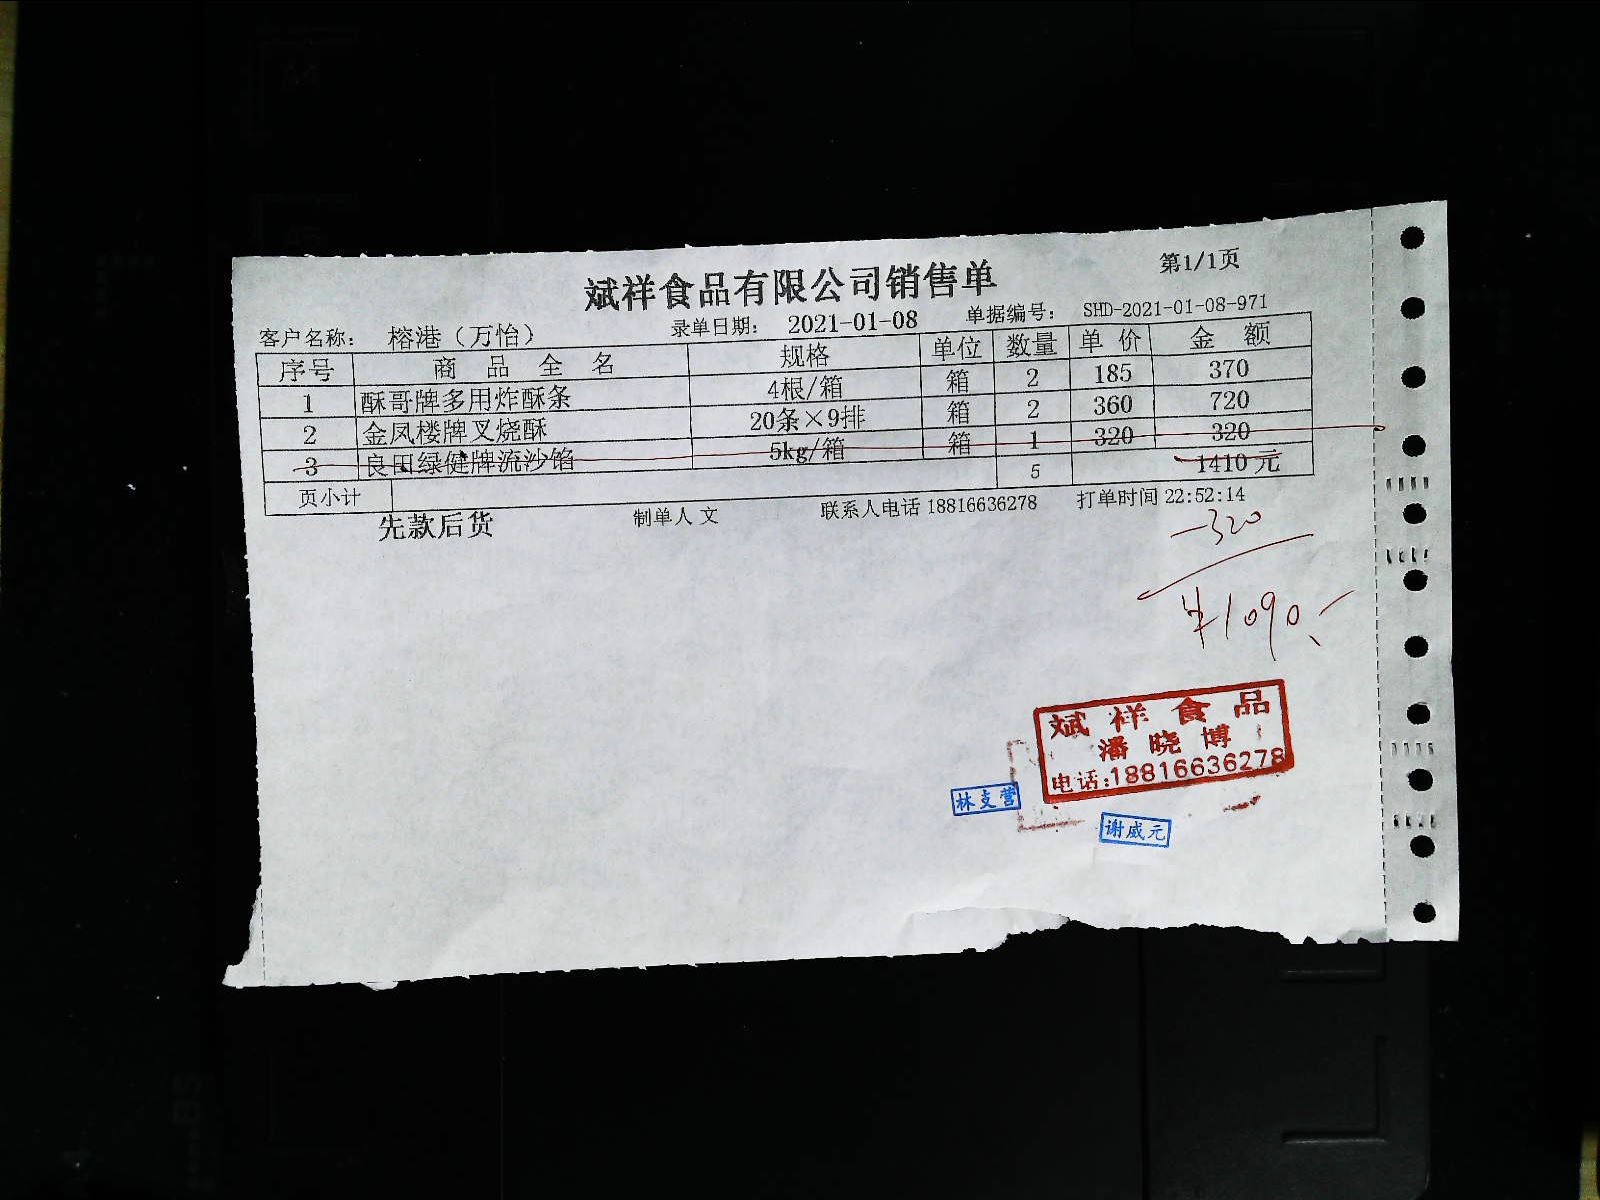 斌祥食品有限公司销售单
第1/1页
客户名称： 榕港（万怡） 录单日期： 2021-01-08 单据编号： SHD-2021-01-08-971
序号 商品全名 规格 单位 数量 单价 金额
1 酥哥牌多用炸酥条 4根/箱 箱 2 185 370
2 金凤楼牌叉烧酥 20条×9排 箱 2 360 720
3 良田绿健牌流沙馅 5kg/箱 箱 1 320 320
页小计 5 1410元
先款后货 制单人 文 联系人电话 18816636278 打单时间 22:52:14
-320
¥1090.-
斌祥食品
潘晓博
电话:18816636278
林支营
谢威元